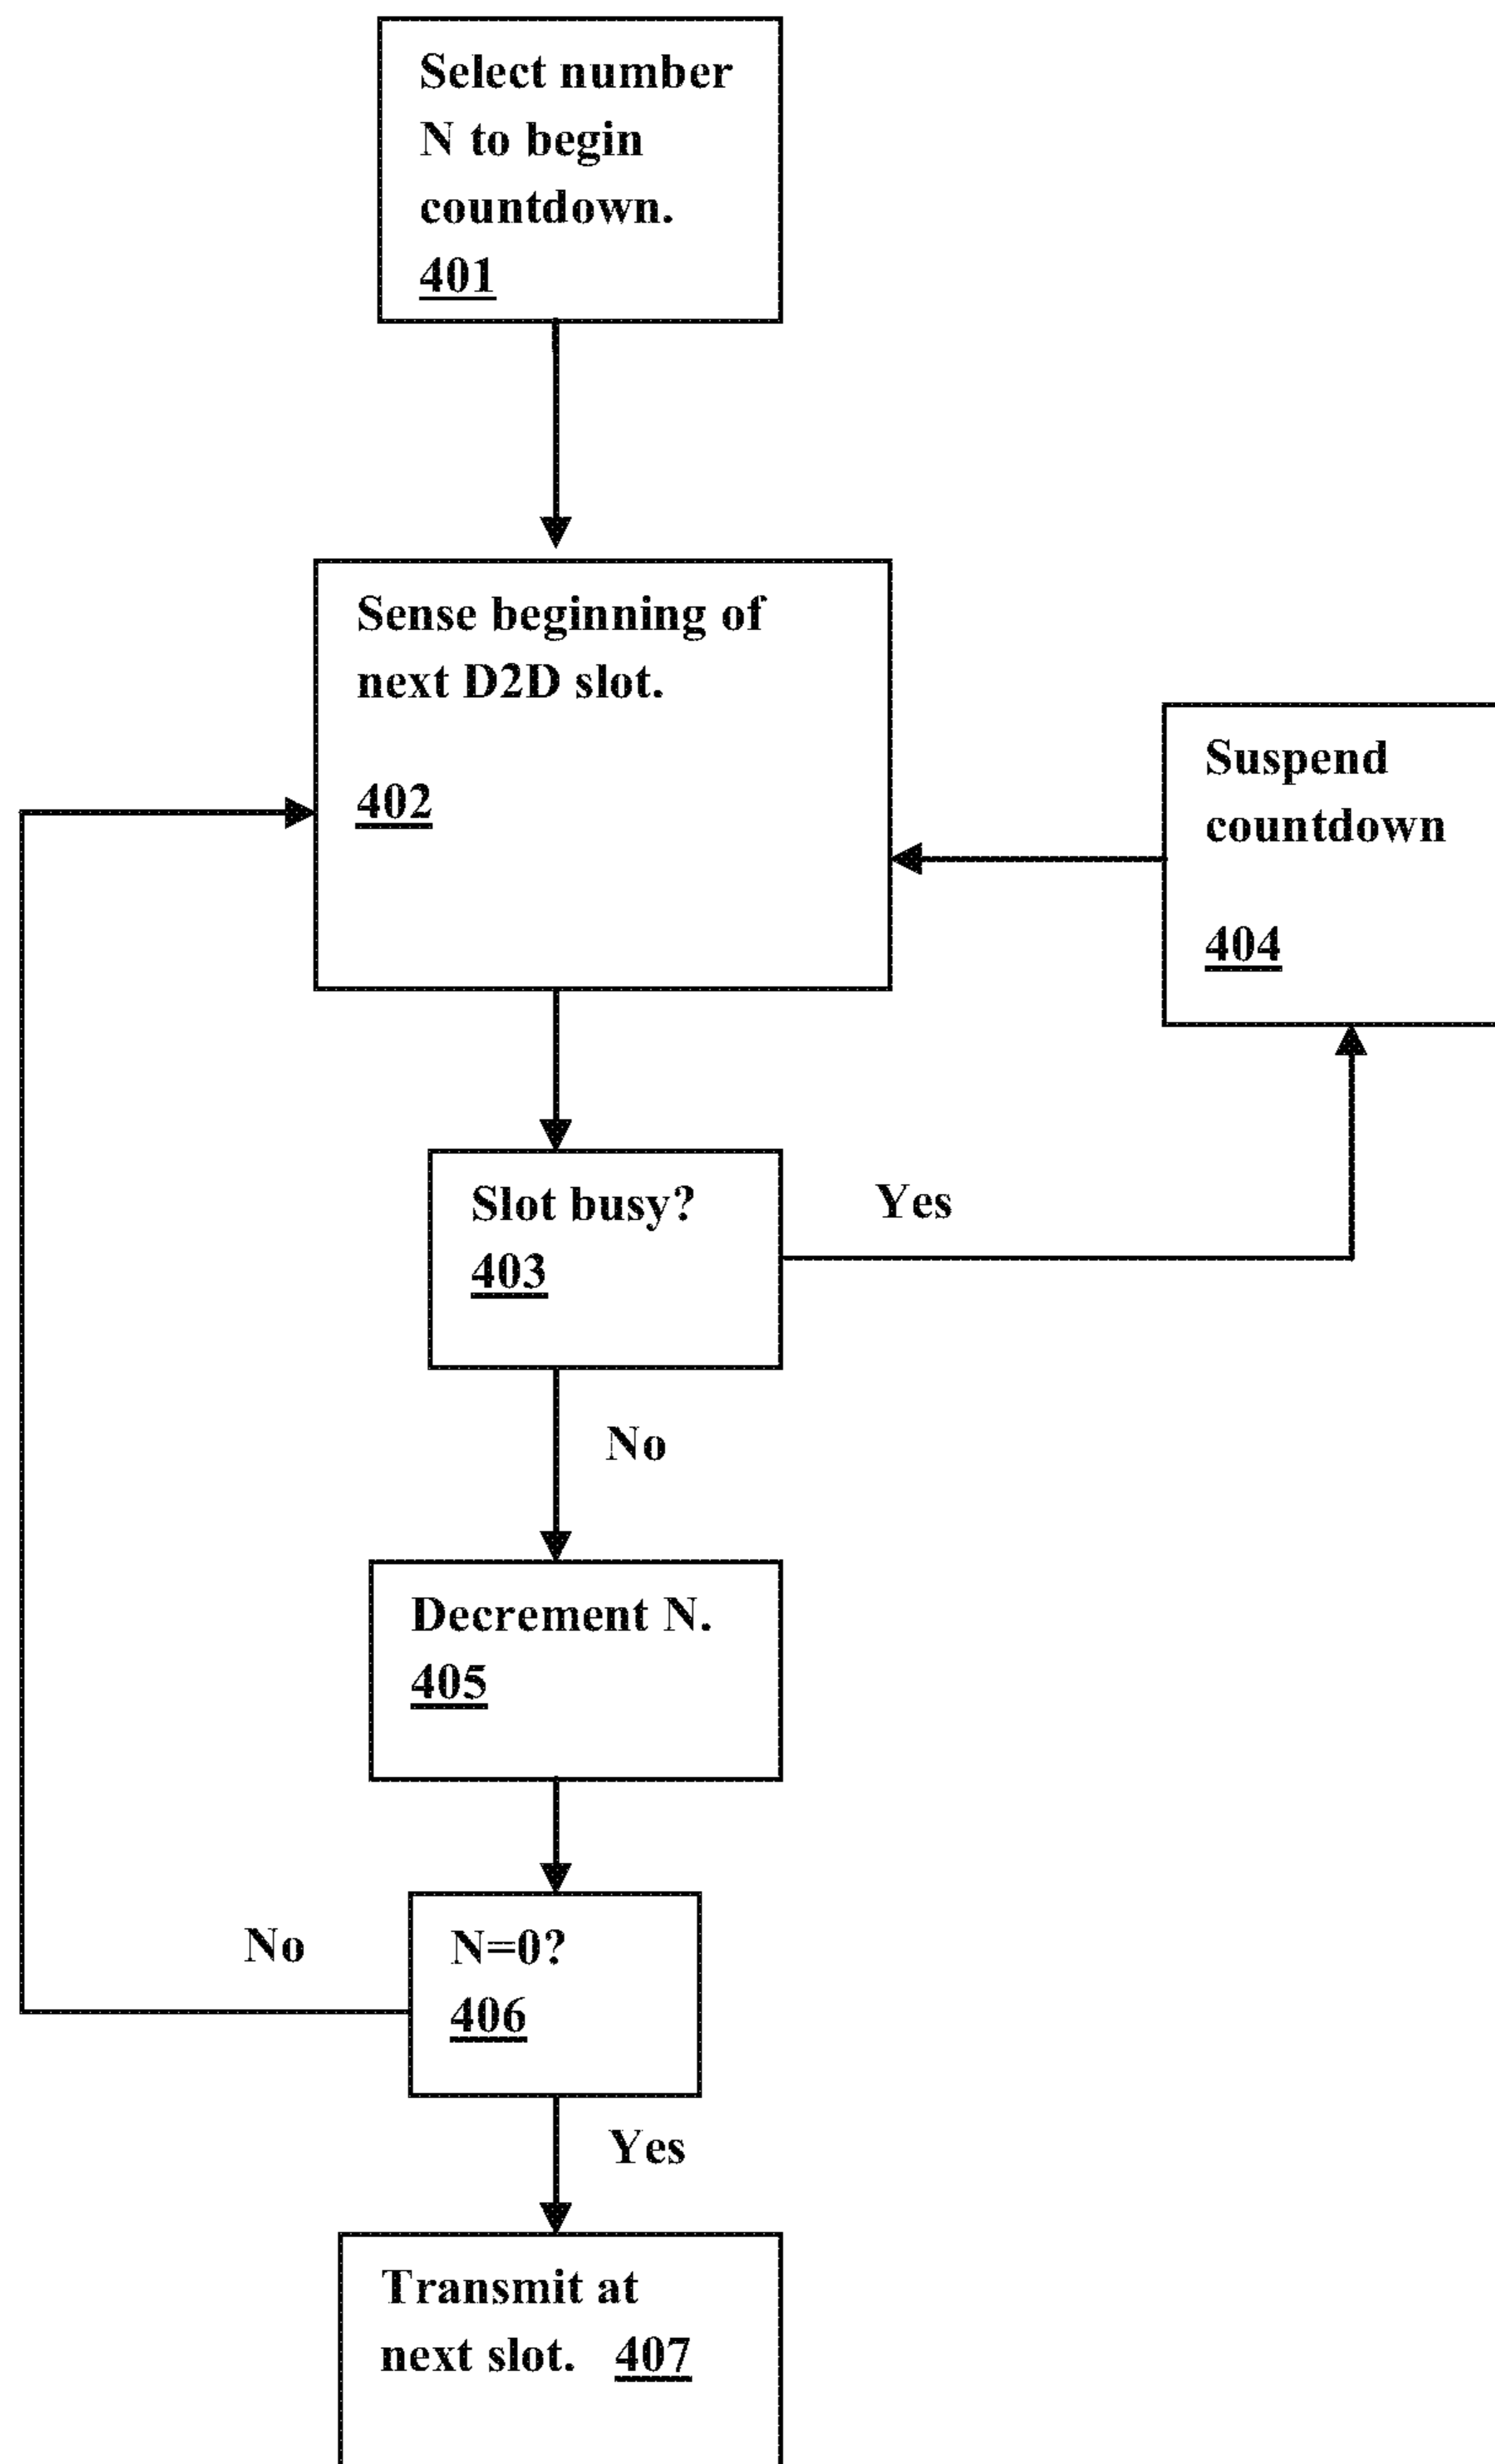 Select number
N to begin
countdown.
401
Sense beginning of
next D2D slot.
402
Suspend
countdown
404
Slot busy?
403
Yes
No
Decrement N.
405
N=0?
406
No
Yes
Transmit at
next slot. 407